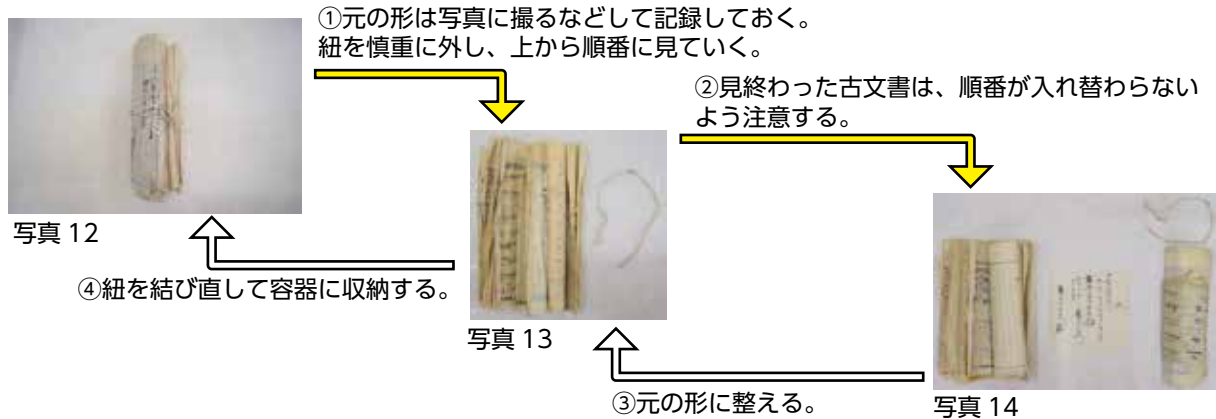 ①元の形は写真に撮るなどして記録しておく。
紐を慎重に外し、上から順番に見ていく。
②見終わった古文書は、順番が入れ替わらない
よう注意する。
写真 12
④紐を結び直して容器に収納する。
写真 13
③元の形に整える。
写真 14